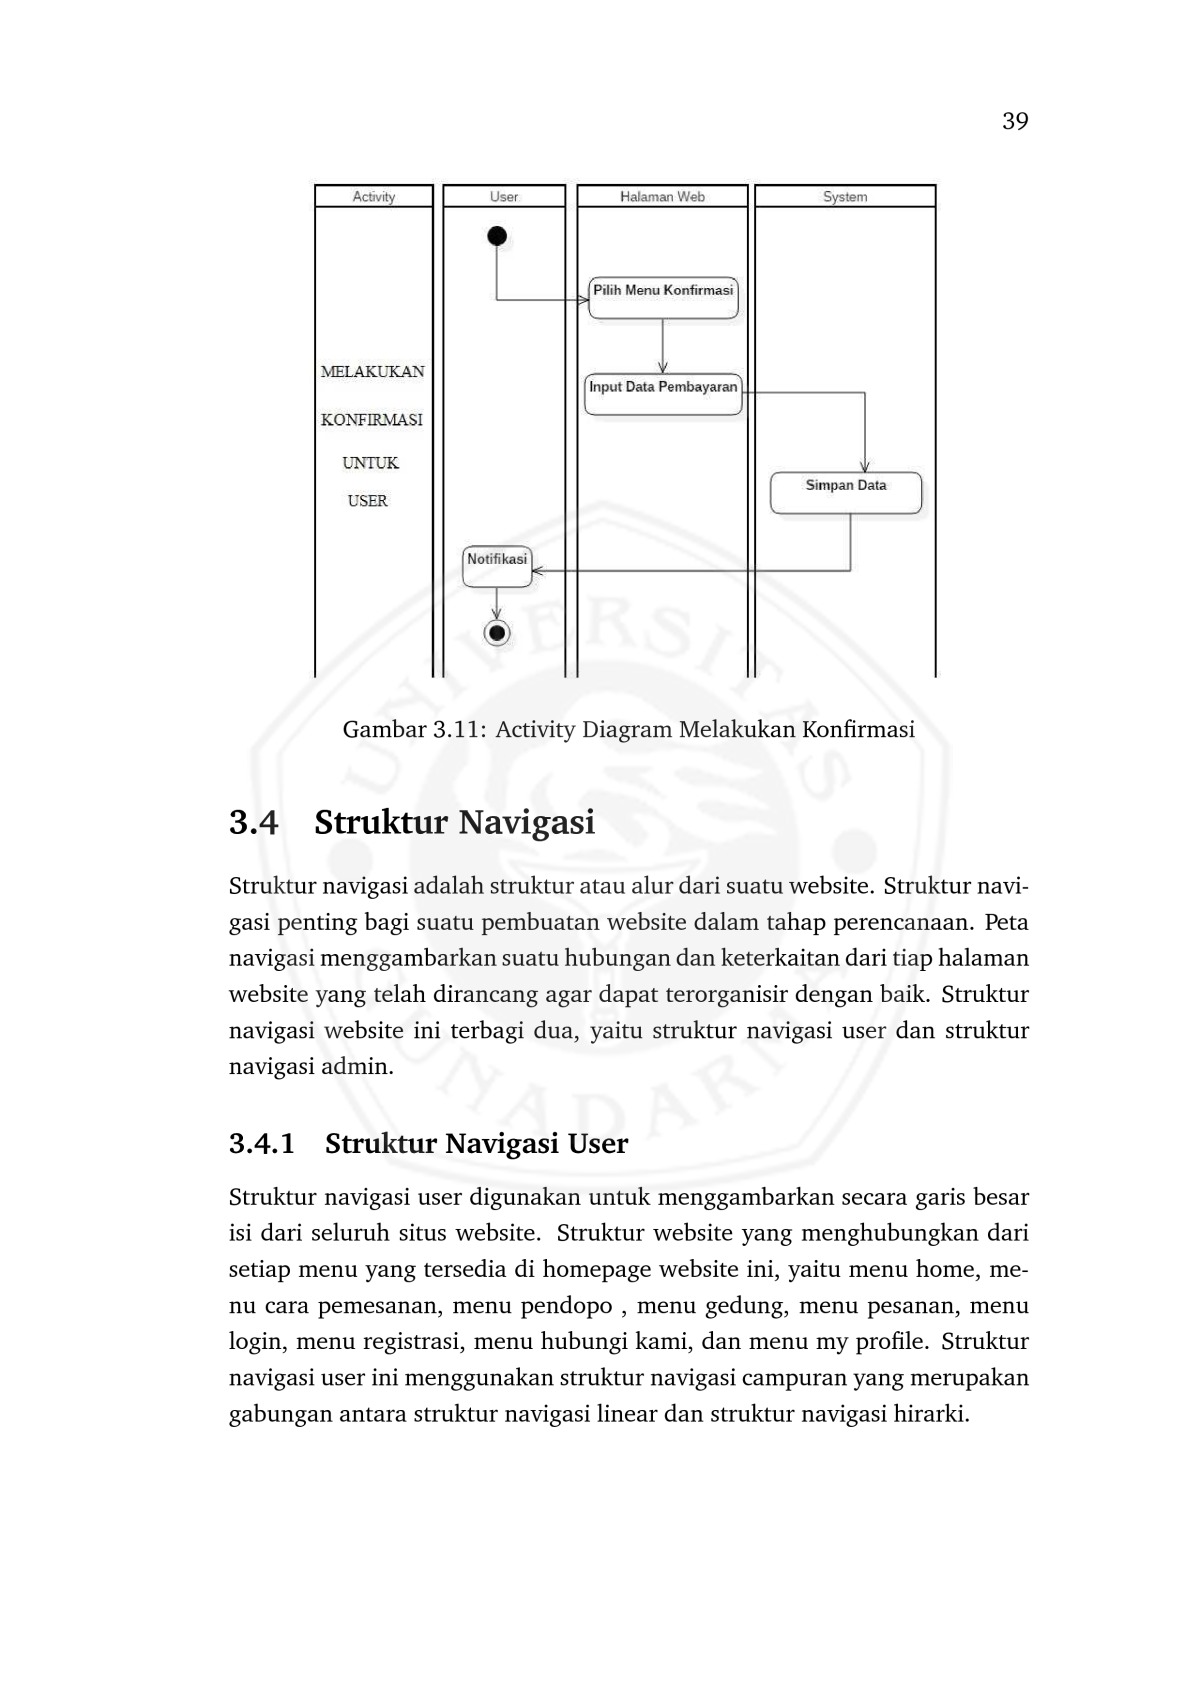 39
Activity
User
Halaman Web
System
Pilih Menu Konfirmasi
MELAKUKAN
Input Data Pembayaran
KONFIRMASI
UNTUK
Simpan Data
USER
Notifikasi
UNIVERSITAS
GUNADARMA
Gambar 3.11: Activity Diagram Melakukan Konfirmasi
3.4 Struktur Navigasi
Struktur navigasi adalah struktur atau alur dari suatu website. Struktur navi-
gasi penting bagi suatu pembuatan website dalam tahap perencanaan. Peta
navigasi menggambarkan suatu hubungan dan keterkaitan dari tiap halaman
website yang telah dirancang agar dapat terorganisir dengan baik. Struktur
navigasi website ini terbagi dua, yaitu struktur navigasi user dan struktur
navigasi admin.
3.4.1 Struktur Navigasi User
Struktur navigasi user digunakan untuk menggambarkan secara garis besar
isi dari seluruh situs website. Struktur website yang menghubungkan dari
setiap menu yang tersedia di homepage website ini, yaitu menu home, me-
nu cara pemesanan, menu pendopo , menu gedung, menu pesanan, menu
login, menu registrasi, menu hubungi kami, dan menu my profile. Struktur
navigasi user ini menggunakan struktur navigasi campuran yang merupakan
gabungan antara struktur navigasi linear dan struktur navigasi hirarki.